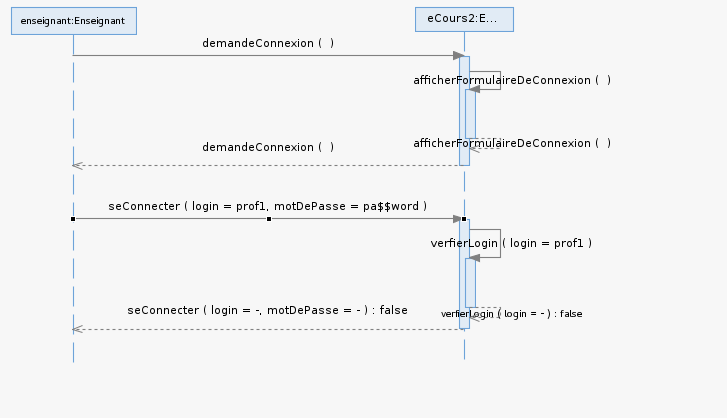 enseignant:Enseignant
eCours2:E...
demandeConnexion (  )
afficherFormulaireDeConnexion (  )
afficherFormulaireDeConnexion (  )
demandeConnexion (  )
seConnecter ( login = prof1, motDePasse = pa$$word )
verfierLogin ( login = prof1 )
seConnecter ( login = -, motDePasse = - ) : false
verfierLogin ( login = - ) : false